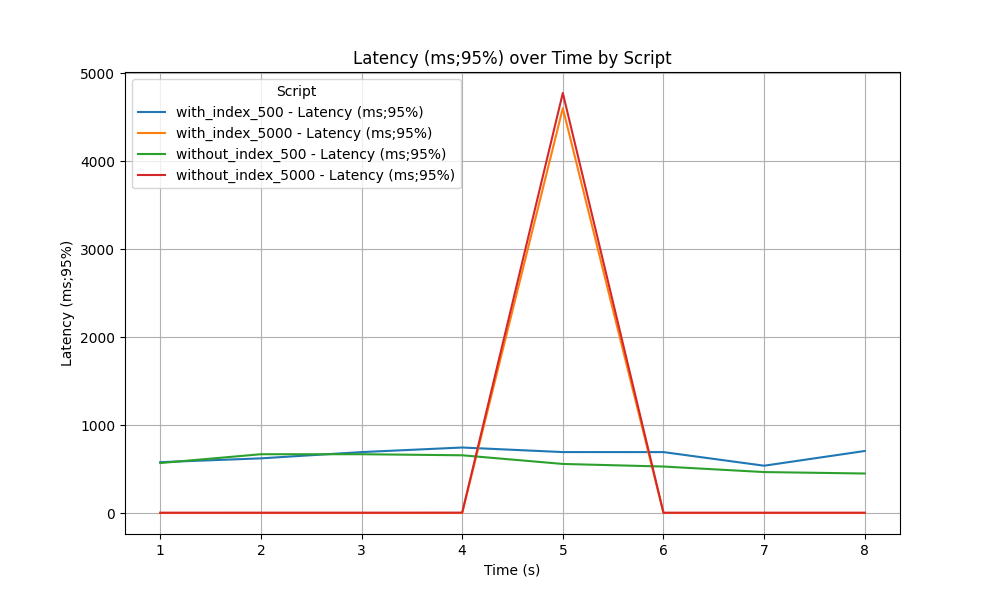 Latency (ms;95%) over Time by Script
Script
with_index_500 - Latency (ms;95%)
with_index_5000 - Latency (ms;95%)
without_index_500 - Latency (ms;95%)
without_index_5000 - Latency (ms;95%)
Latency (ms;95%)
5000
4000
3000
2000
1000
0
1 2 3 4 5 6 7 8
Time (s)